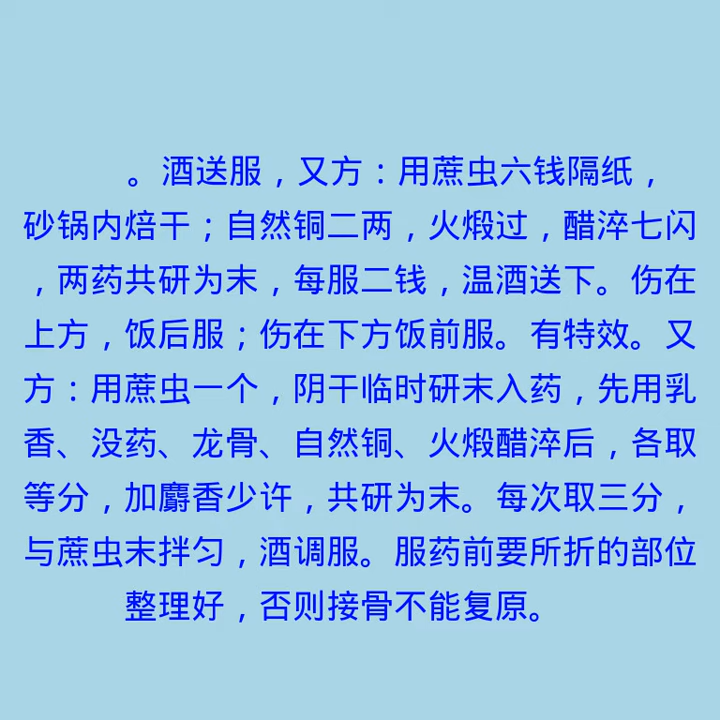 。酒送服，又方：用蔗虫六钱隔纸，
砂锅内焙干；自然铜二两，火煅过，醋淬七闪
，两药共研为末，每服二钱，温酒送下。伤在
上方，饭后服；伤在下方饭前服。有特效。又
方：用蔗虫一个，阴干临时研末入药，先用乳
香、没药、龙骨、自然铜、火煅醋淬后，各取
等分，加麝香少许，共研为末。每次取三分，
与蔗虫末拌匀，酒调服。服药前要所折的部位
整理好，否则接骨不能复原。